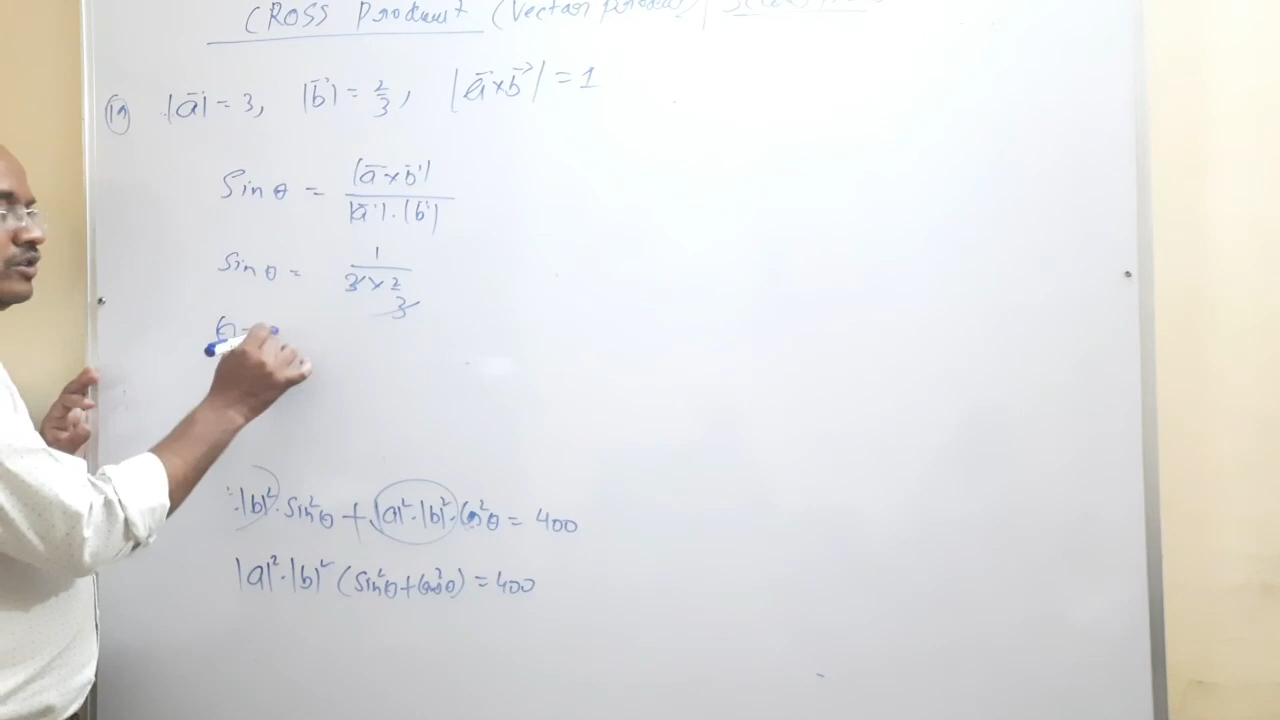 CROSS Product (Vector product)
19 |a̅| = 3, |b⃗| = 2/3, |a̅×b⃗| = 1
Sin θ = |a̅×b̅| / |a̅|·|b̅|
Sin θ = 1 / 3×2/3
θ =
|b|²·Sin²θ + |a|²·|b|²·Cos²θ = 400
|a|²·|b|² (Sin²θ+Cos²θ) = 400